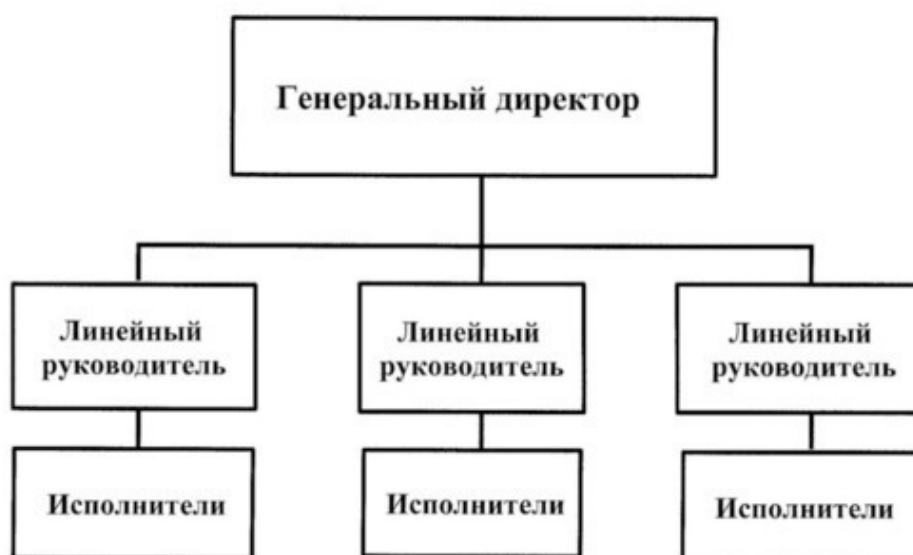 Генеральный директор
Линейный
руководитель
Линейный
руководитель
Линейный
руководитель
Исполнители
Исполнители
Исполнители